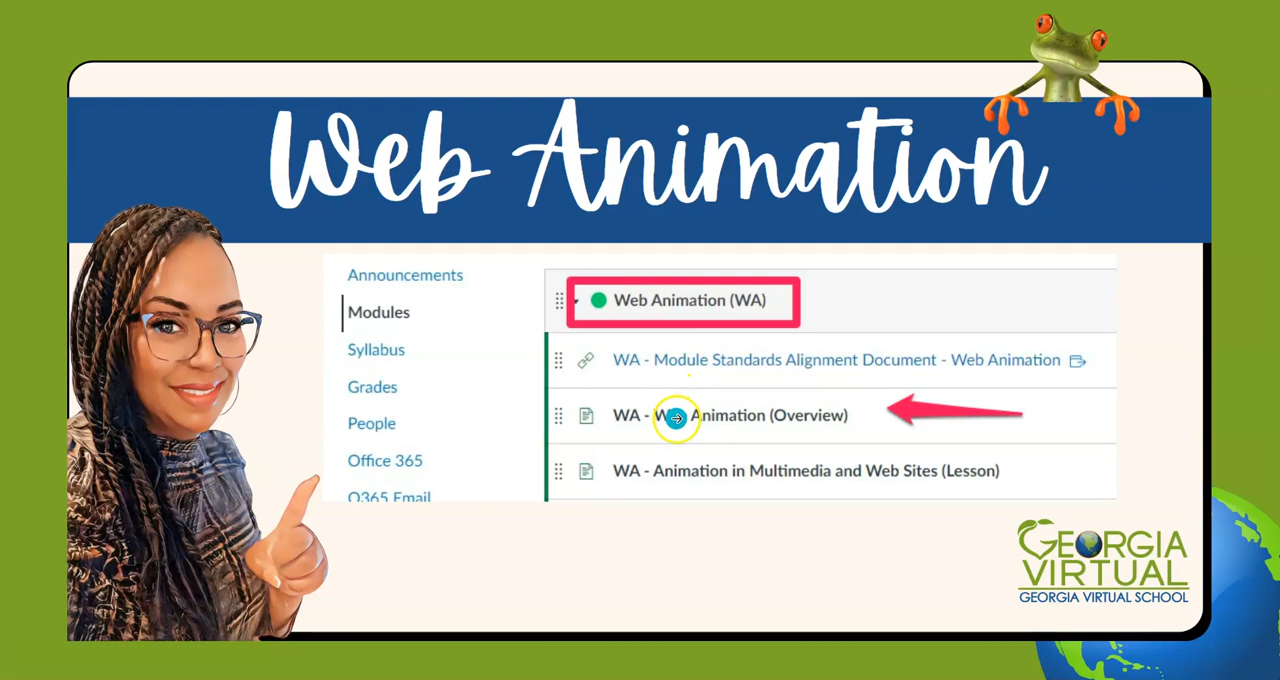 Web Animation
Announcements
Modules
Syllabus
Grades
People
Office 365
O365 Email
Web Animation (WA)
WA - Module Standards Alignment Document - Web Animation
WA - Animation (Overview)
WA - Animation in Multimedia and Web Sites (Lesson)
GEORGIA
VIRTUAL
GEORGIA VIRTUAL SCHOOL